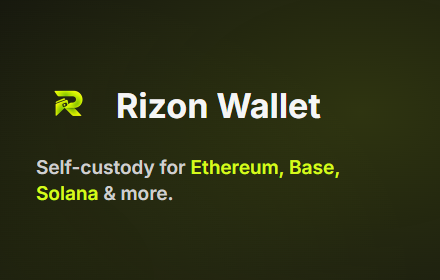 Rizon Wallet
Self-custody for Ethereum, Base,
Solana & more.